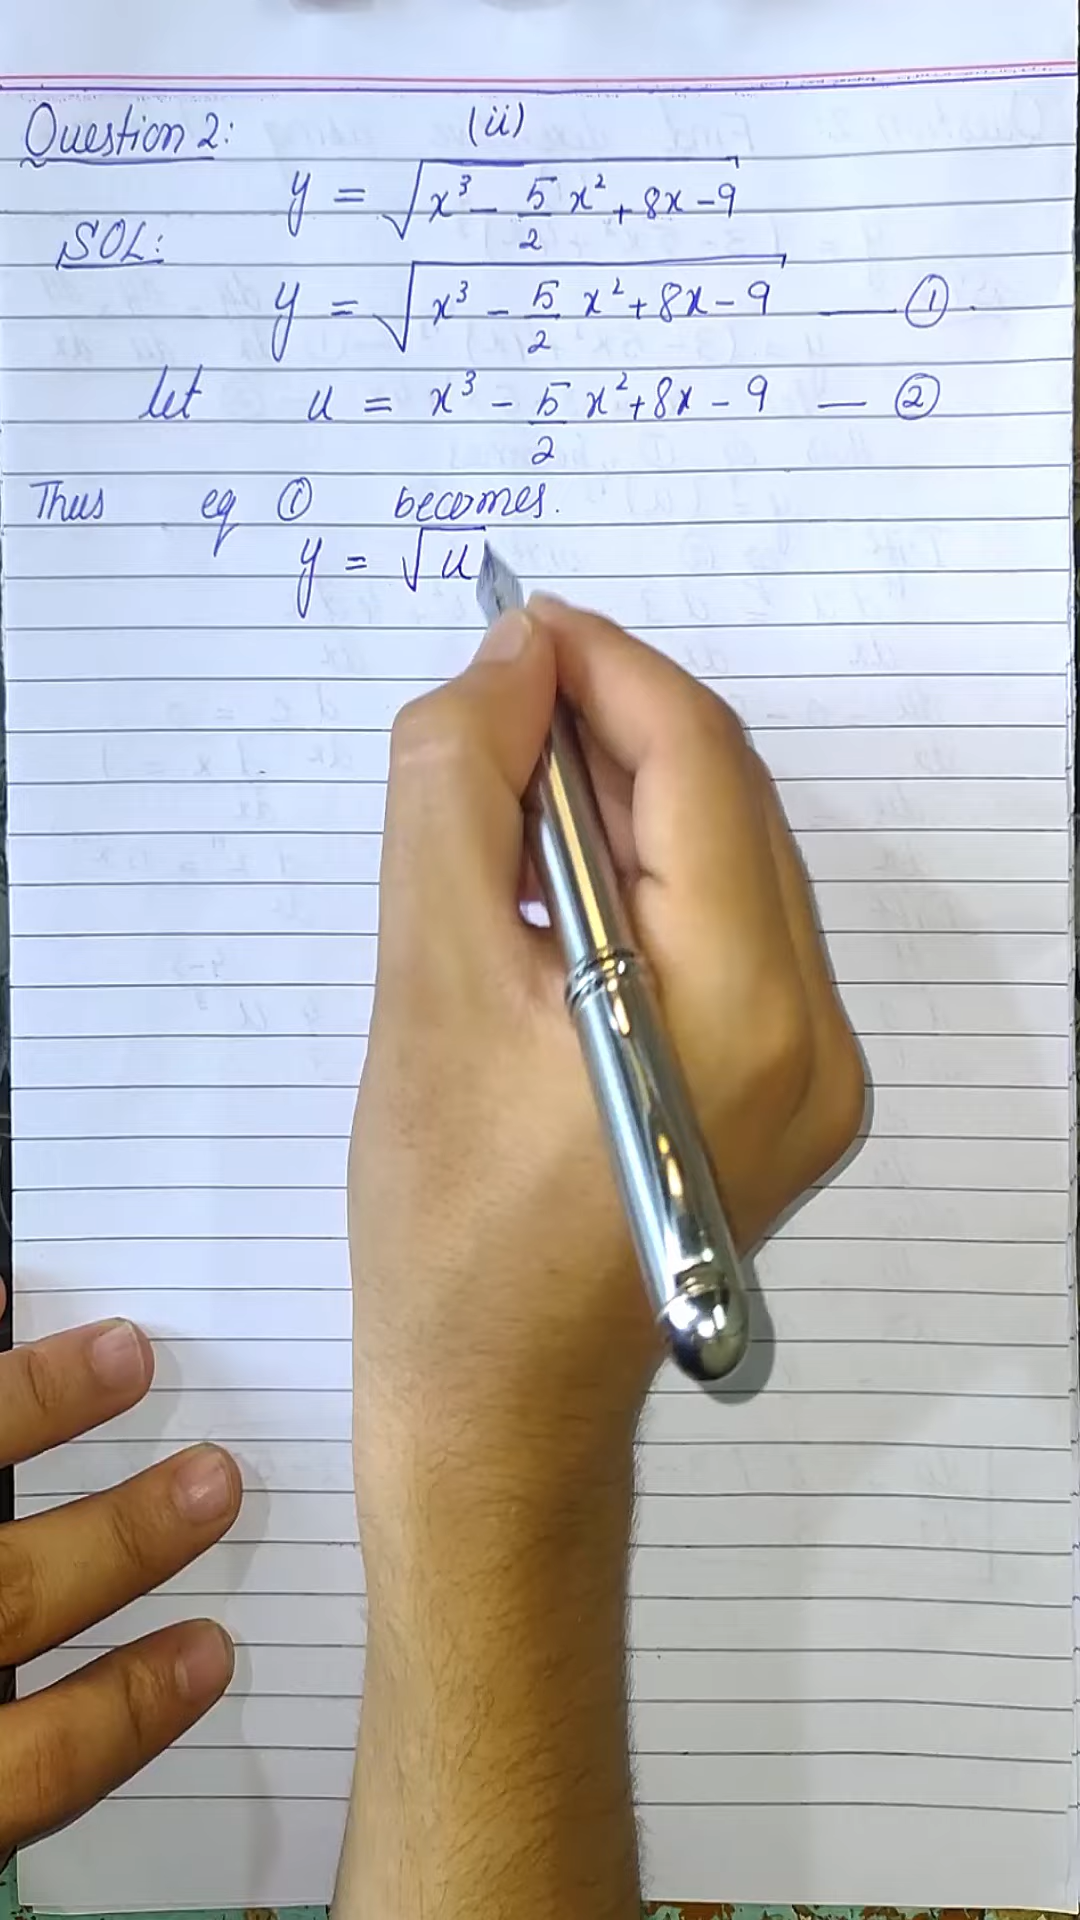 Question 2: (ii)
y = √(x³ - 5/2 x² + 8x - 9)
SOL:
y = √(x³ - 5/2 x² + 8x - 9) — ①
let u = x³ - 5/2 x² + 8x - 9 — ②
Thus eq ① becomes.
y = √u